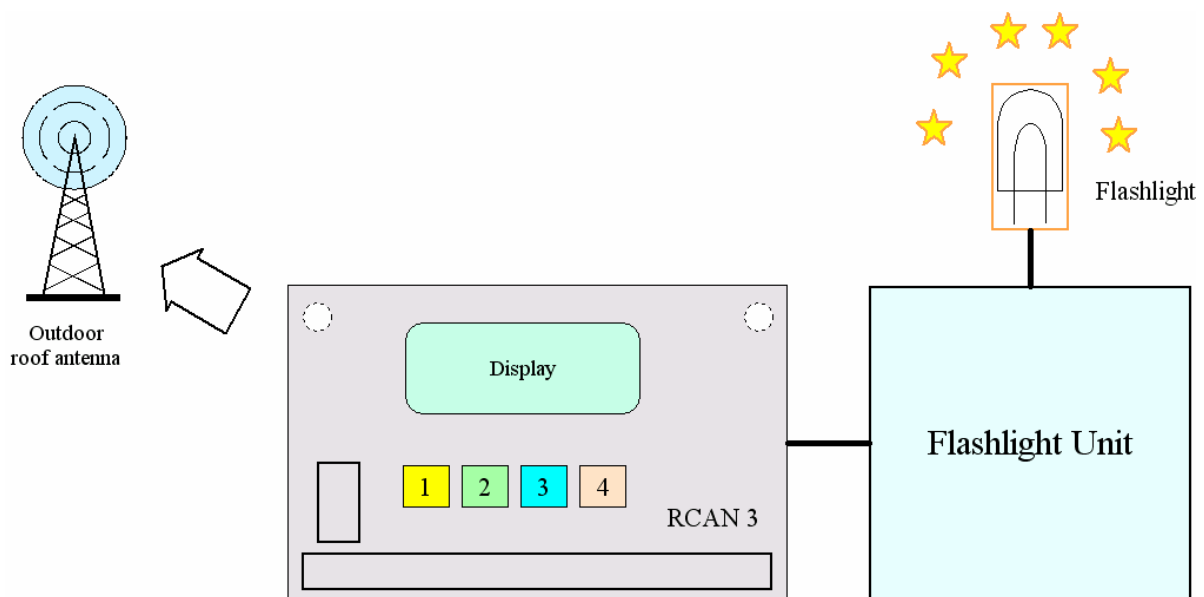 Flashlight
Outdoor
roof antenna
Display
Flashlight Unit
1 2 3 4
RCAN 3